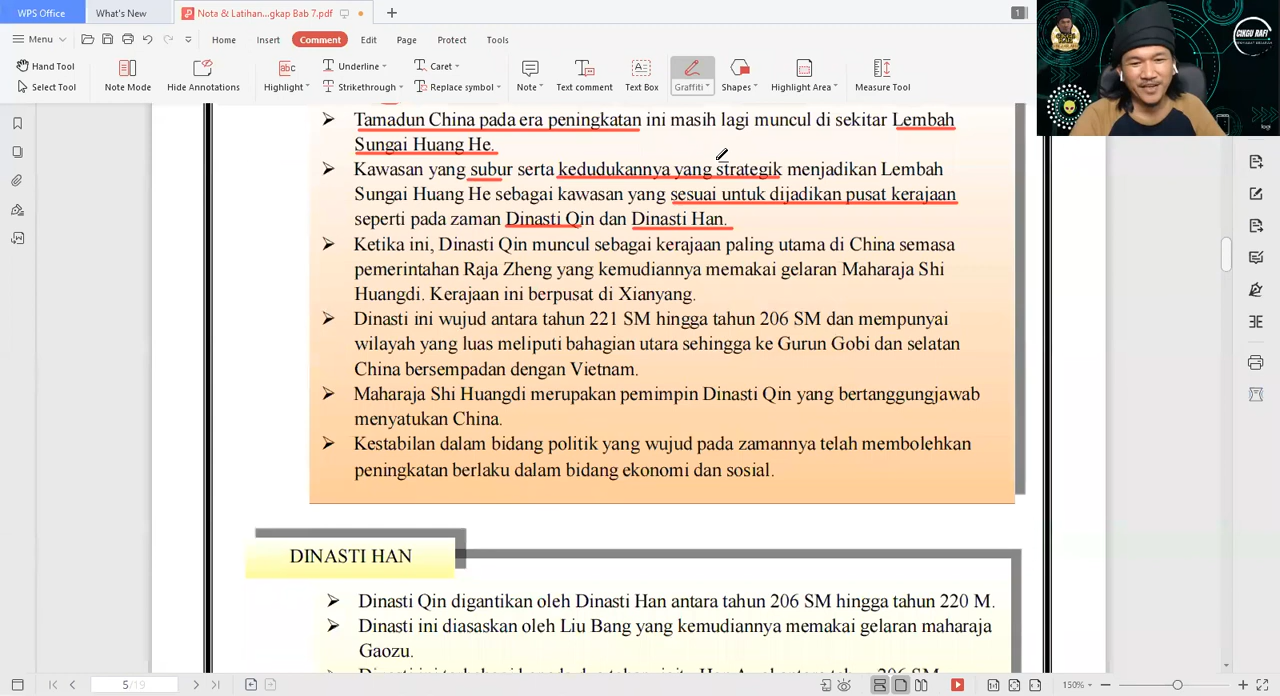 WPS Office
What's New
Nota & Latihan...gkap Bab 7.pdf
1
Menu
Home
Insert
Comment
Edit
Page
Protect
Tools
Hand Tool
Select Tool
Note Mode
Hide Annotations
Highlight
Underline
Strikethrough
Caret
Replace symbol
Note
Text comment
Text Box
Graffiti
Shapes
Highlight Area
Measure Tool
CIKGU RAFI
Tamadun China pada era peningkatan ini masih lagi muncul di sekitar Lembah
Sungai Huang He.
Kawasan yang subur serta kedudukannya yang strategik menjadikan Lembah
Sungai Huang He sebagai kawasan yang sesuai untuk dijadikan pusat kerajaan
seperti pada zaman Dinasti Qin dan Dinasti Han.
Ketika ini, Dinasti Qin muncul sebagai kerajaan paling utama di China semasa
pemerintahan Raja Zheng yang kemudiannya memakai gelaran Maharaja Shi
Huangdi. Kerajaan ini berpusat di Xianyang.
Dinasti ini wujud antara tahun 221 SM hingga tahun 206 SM dan mempunyai
wilayah yang luas meliputi bahagian utara sehingga ke Gurun Gobi dan selatan
China bersempadan dengan Vietnam.
Maharaja Shi Huangdi merupakan pemimpin Dinasti Qin yang bertanggungjawab
menyatukan China.
Kestabilan dalam bidang politik yang wujud pada zamannya telah membolehkan
peningkatan berlaku dalam bidang ekonomi dan sosial.
DINASTI HAN
Dinasti Qin digantikan oleh Dinasti Han antara tahun 206 SM hingga tahun 220 M.
Dinasti ini diasaskan oleh Liu Bang yang kemudiannya memakai gelaran maharaja
Gaozu.
5/19
150%